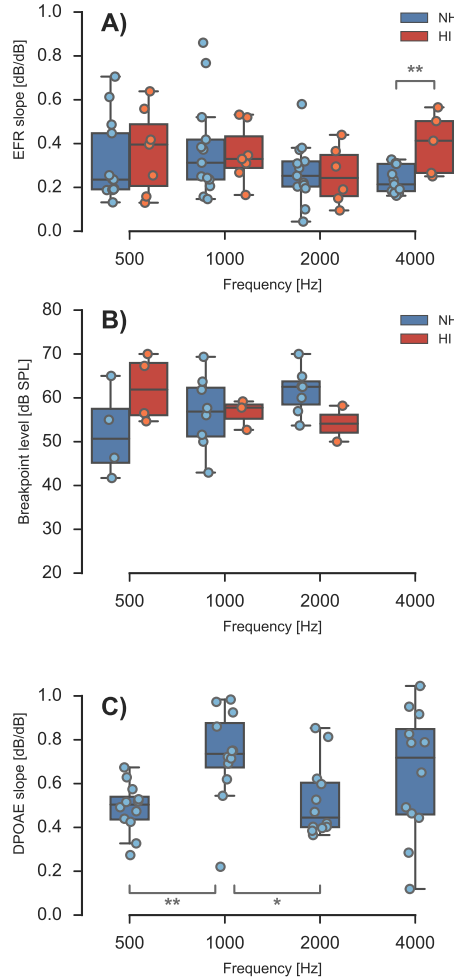 A)
NH
HI
**
EFR slope [dB/dB]
1.0
0.8
0.6
0.4
0.2
0.0
500 1000 2000 4000
Frequency [Hz]
B)
NH
HI
Breakpoint level [dB SPL]
80
70
60
50
40
30
20
500 1000 2000 4000
Frequency [Hz]
C)
DPOAE slope [dB/dB]
1.0
0.8
0.6
0.4
0.2
0.0
** *
500 1000 2000 4000
Frequency [Hz]